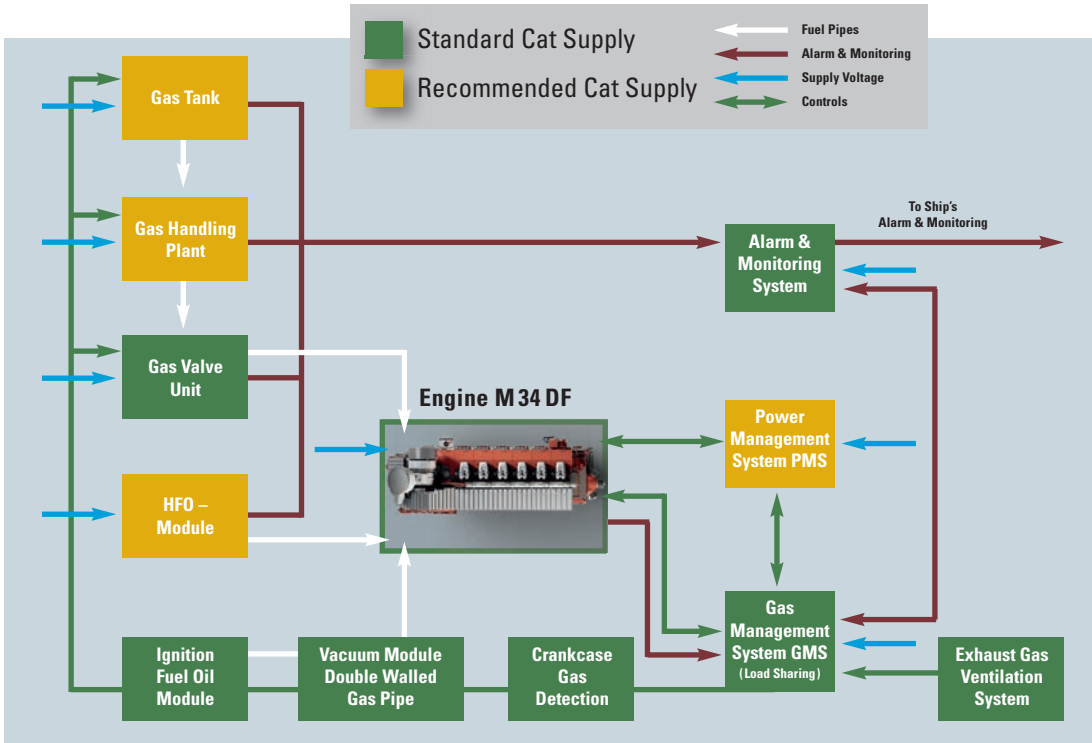 Standard Cat Supply
Recommended Cat Supply
Fuel Pipes
Alarm & Monitoring
Supply Voltage
Controls
Gas Tank
Gas Handling
Plant
To Ship's
Alarm & Monitoring
Alarm &
Monitoring
System
Gas Valve
Unit
Engine M 34 DF
Power
Management
System PMS
HFO –
Module
Gas
Management
System GMS
(Load Sharing)
Ignition
Fuel Oil
Module
Vacuum Module
Double Walled
Gas Pipe
Crankcase
Gas
Detection
Exhaust Gas
Ventilation
System